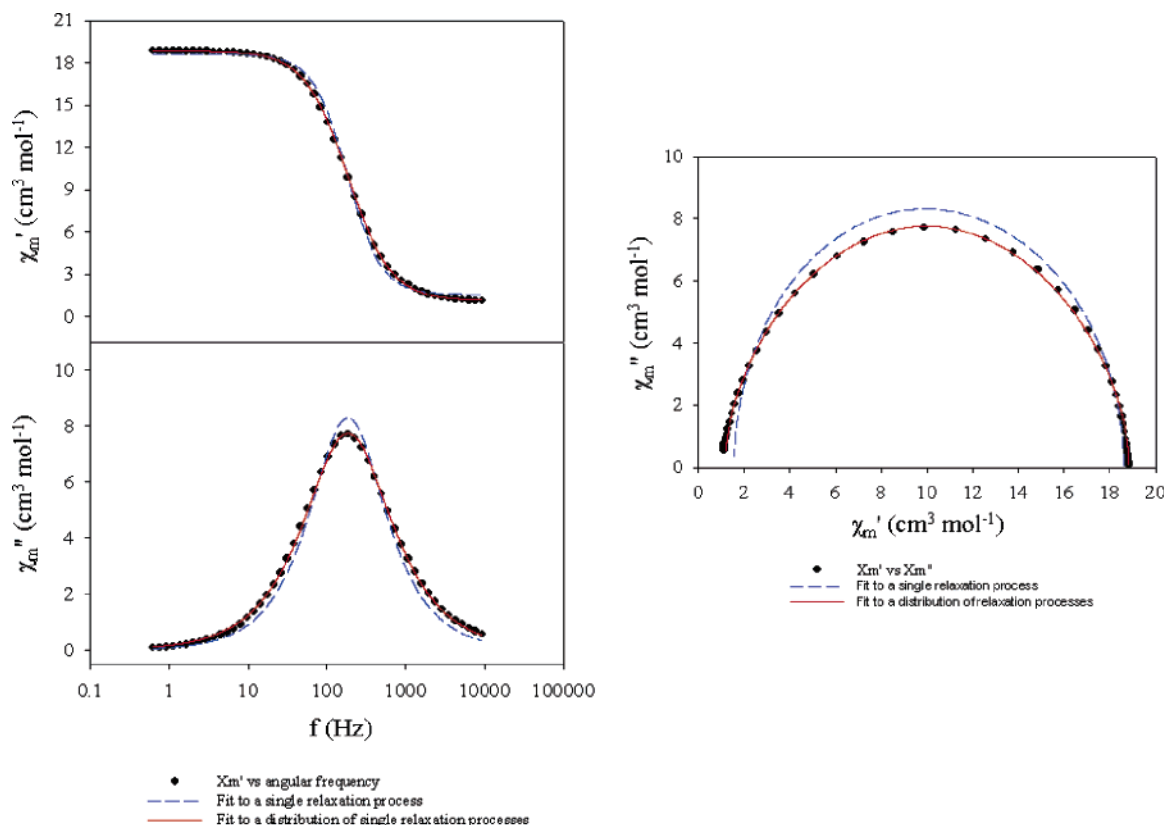 21
18
15
12
9
6
3
0
χm' (cm³ mol⁻¹)
10
8
6
4
2
0
χm'' (cm³ mol⁻¹)
0.1 1 10 100 1000 10000 100000
f (Hz)
Xm' vs angular frequency
Fit to a single relaxation process
Fit to a distribution of single relaxation processes
10
8
6
4
2
0
χm'' (cm³ mol⁻¹)
0 2 4 6 8 10 12 14 16 18 20
χm' (cm³ mol⁻¹)
Xm' vs Xm"
Fit to a single relaxation process
Fit to a distribution of relaxation processes